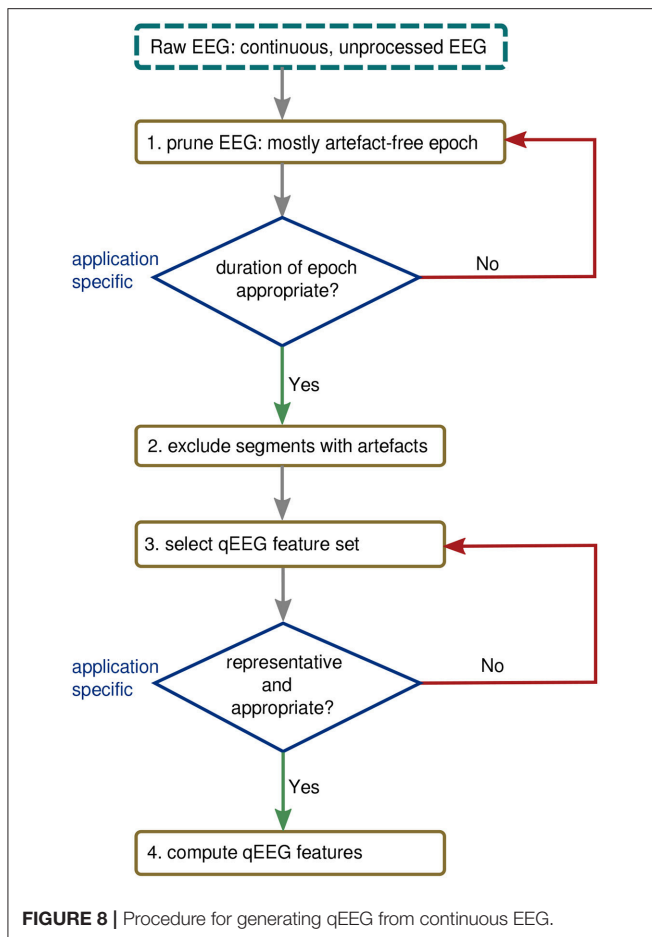 Raw EEG: continuous, unprocessed EEG
1. prune EEG: mostly artefact-free epoch
application
specific
duration of epoch
appropriate?
No
Yes
2. exclude segments with artefacts
3. select qEEG feature set
application
specific
representative
and
appropriate?
No
Yes
4. compute qEEG features
FIGURE 8 | Procedure for generating qEEG from continuous EEG.